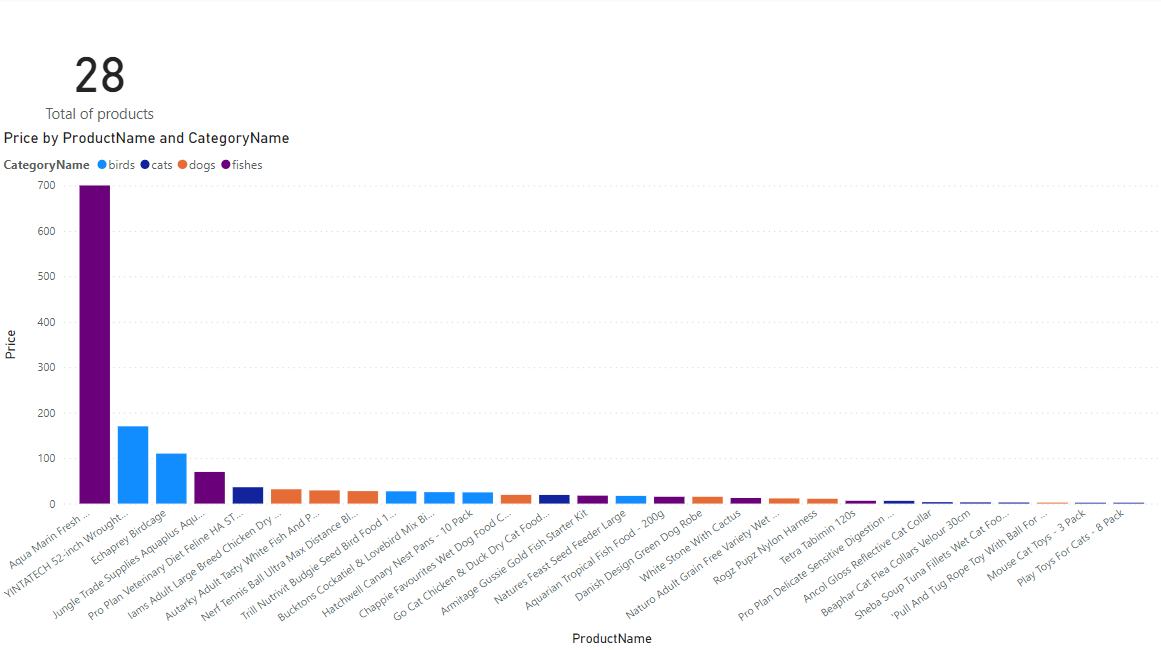 28
Total of products
Price by ProductName and CategoryName
CategoryName birds cats dogs fishes
700
600
500
400
300
200
100
0
Price
Aqua Marin Fresh ...
YINTATECH 52-inch Wrought...
Echaprey Birdcage
Jungle Trade Supplies Aquaplus Aqu...
Pro Plan Veterinary Diet Feline HA ST...
Iams Adult Large Breed Chicken Dry ...
Autarky Adult Tasty White Fish And P...
Nerf Tennis Ball Ultra Max Distance Bl...
Trill Nutrivit Budgie Seed Bird Food 1...
Bucktons Cockatiel & Lovebird Mix Bi...
Hatchwell Canary Nest Pans - 10 Pack
Chappie Favourites Wet Dog Food C...
Go Cat Chicken & Duck Dry Cat Food...
Armitage Gussie Gold Fish Starter Kit
Natures Feast Seed Feeder Large
Aquarian Tropical Fish Food - 200g
Danish Design Green Dog Robe
White Stone With Cactus
Naturo Adult Grain Free Variety Wet ...
Rogz Pupz Nylon Harness
Tetra Tabimin 120s
Pro Plan Delicate Sensitive Digestion ...
Ancol Gloss Reflective Cat Collar
Beaphar Cat Flea Collars Velour 30cm
Sheba Soup Tuna Fillets Wet Cat Foo...
'Pull And Tug Rope Toy With Ball For ...
Mouse Cat Toys - 3 Pack
Play Toys For Cats - 8 Pack
ProductName